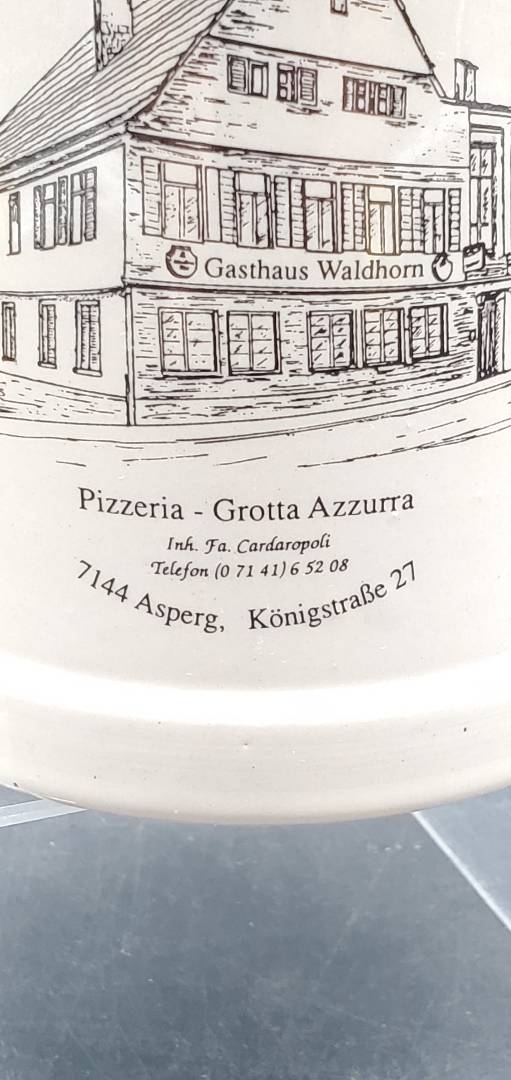 Gasthaus Waldhorn
Pizzeria - Grotta Azzurra
Inh. Fa. Cardaropoli
Telefon (0 71 41) 6 52 08
7144 Asperg, Königstraße 27